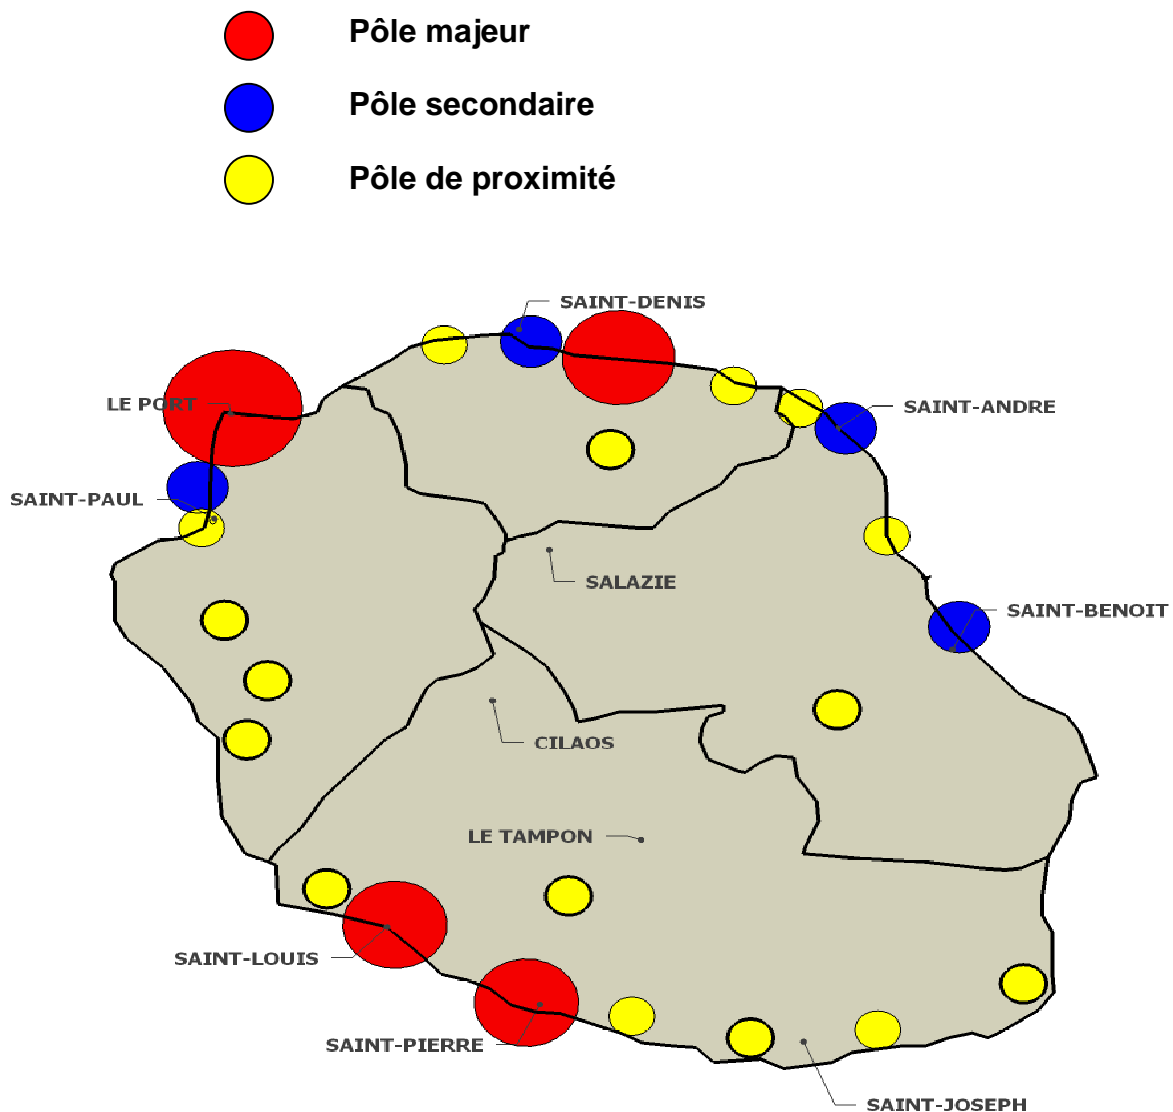 Pôle majeur
Pôle secondaire
Pôle de proximité
SAINT-DENIS
LE PORT
SAINT-ANDRE
SAINT-PAUL
SALAZIE
SAINT-BENOIT
CILAOS
LE TAMPON
SAINT-LOUIS
SAINT-PIERRE
SAINT-JOSEPH